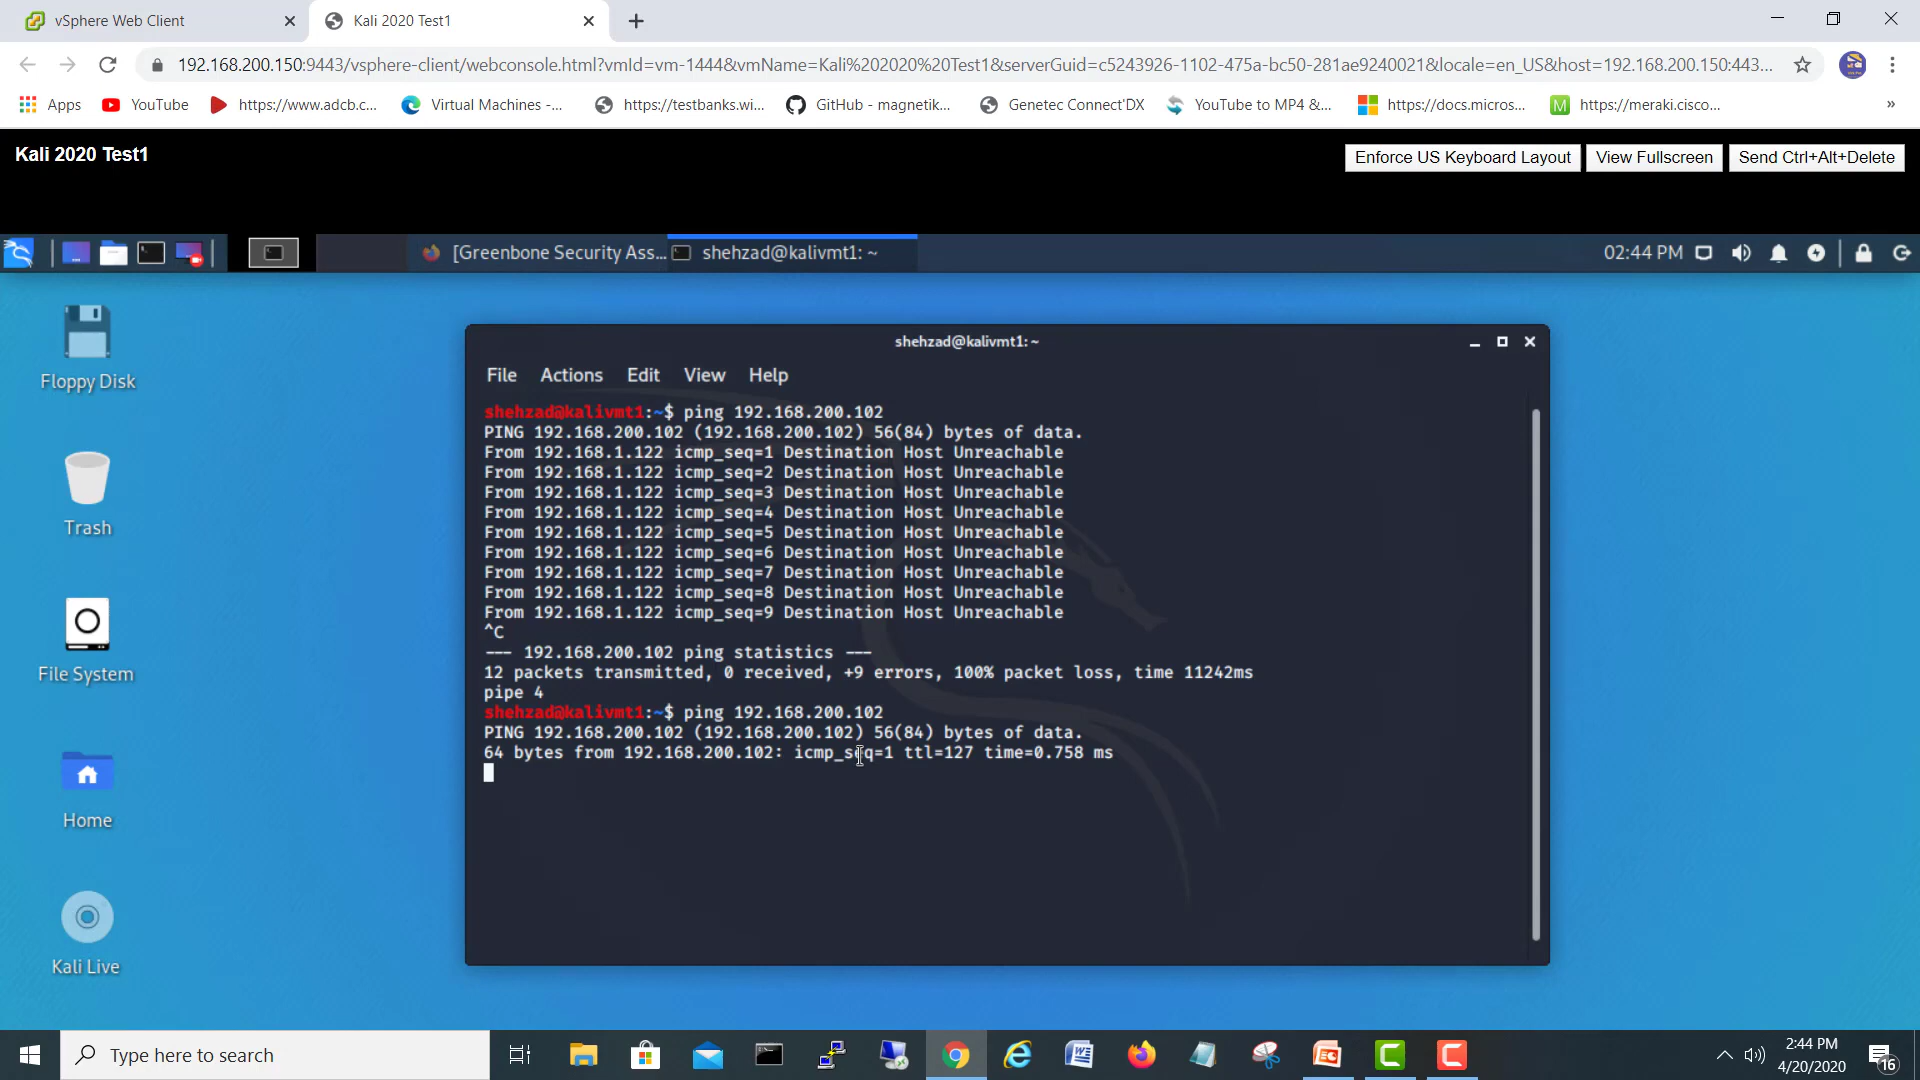 vSphere Web Client
Kali 2020 Test1
192.168.200.150:9443/vsphere-client/webconsole.html?vmId=vm-1444&vmName=Kali%202020%20Test1&serverGuid=c5243926-1102-475a-bc50-281ae9240021&locale=en_US&host=192.168.200.150:443...
Apps
YouTube
https://www.adcb.c...
Virtual Machines -...
https://testbanks.wi...
GitHub - magnetik...
Genetec Connect'DX
YouTube to MP4 &...
https://docs.micros...
M
https://meraki.cisco...
»
Kali 2020 Test1
Enforce US Keyboard Layout
View Fullscreen
Send Ctrl+Alt+Delete
[Greenbone Security Ass...
shehzad@kalivmt1: ~
02:44 PM
Floppy Disk
Trash
File System
Home
Kali Live
shehzad@kalivmt1: ~
File Actions Edit View Help
shehzad@kalivmt1:~$ ping 192.168.200.102
PING 192.168.200.102 (192.168.200.102) 56(84) bytes of data.
From 192.168.1.122 icmp_seq=1 Destination Host Unreachable
From 192.168.1.122 icmp_seq=2 Destination Host Unreachable
From 192.168.1.122 icmp_seq=3 Destination Host Unreachable
From 192.168.1.122 icmp_seq=4 Destination Host Unreachable
From 192.168.1.122 icmp_seq=5 Destination Host Unreachable
From 192.168.1.122 icmp_seq=6 Destination Host Unreachable
From 192.168.1.122 icmp_seq=7 Destination Host Unreachable
From 192.168.1.122 icmp_seq=8 Destination Host Unreachable
From 192.168.1.122 icmp_seq=9 Destination Host Unreachable
^C
--- 192.168.200.102 ping statistics ---
12 packets transmitted, 0 received, +9 errors, 100% packet loss, time 11242ms
pipe 4
shehzad@kalivmt1:~$ ping 192.168.200.102
PING 192.168.200.102 (192.168.200.102) 56(84) bytes of data.
64 bytes from 192.168.200.102: icmp_seq=1 ttl=127 time=0.758 ms
Type here to search
2:44 PM
4/20/2020
16